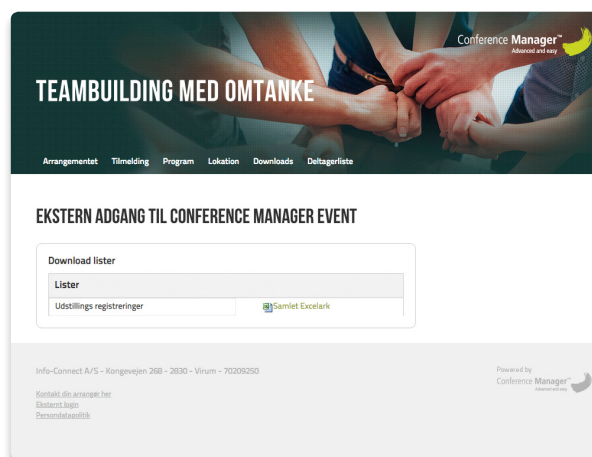 Conference Manager™
Advanced and easy
TEAMBUILDING MED OMTANKE
Arrangementet Tilmelding Program Lokation Downloads Deltagerliste
EKSTERN ADGANG TIL CONFERENCE MANAGER EVENT
Download lister
Lister
Udstillings registreringer Samlet Excelark
Info-Connect A/S - Kongevejen 268 - 2830 - Virum - 70209250
Powered by
Conference Manager™
Advanced and easy
Kontakt din arrangør her
Eksternt login
Persondatapolitik